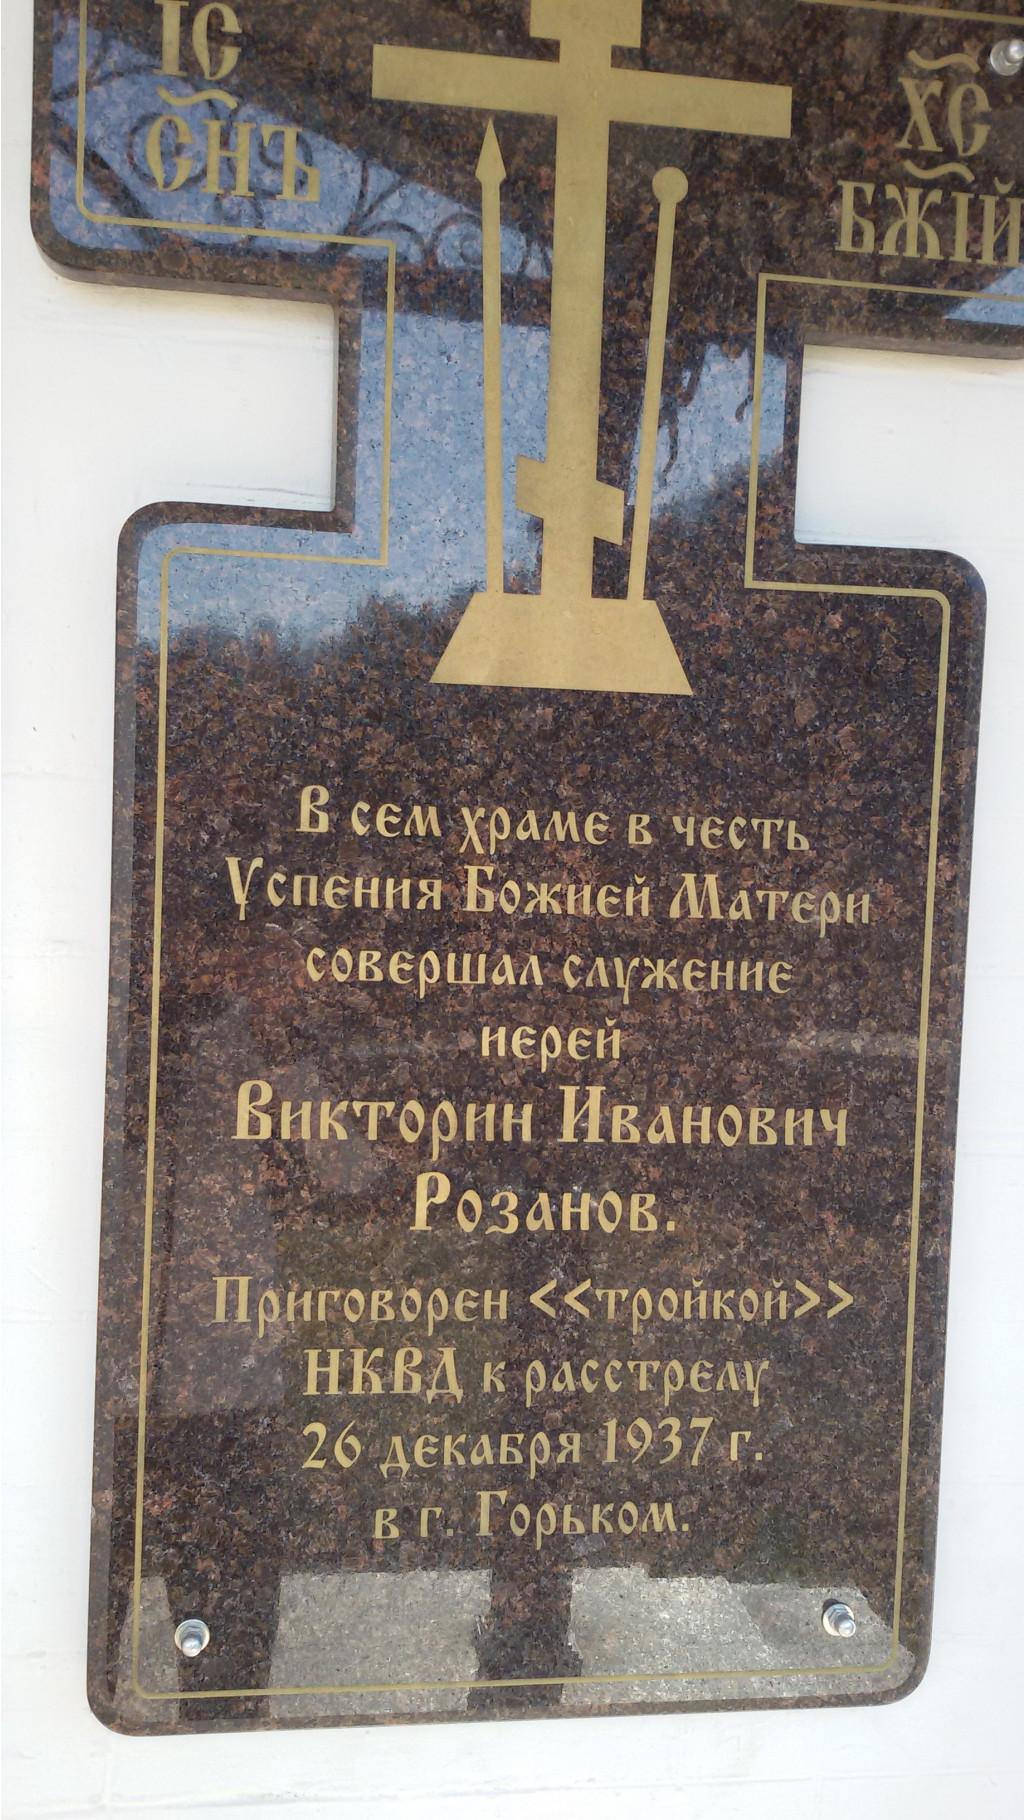 ІС ХС
СНЪ БЖІЙ
В сем храме в честь
Успения Божией Матери
совершал служение
иерей
Викторин Иванович
Розанов.
Приговорен <<тройкой>>
НКВД к расстрелу
26 декабря 1937 г.
в г. Горьком.